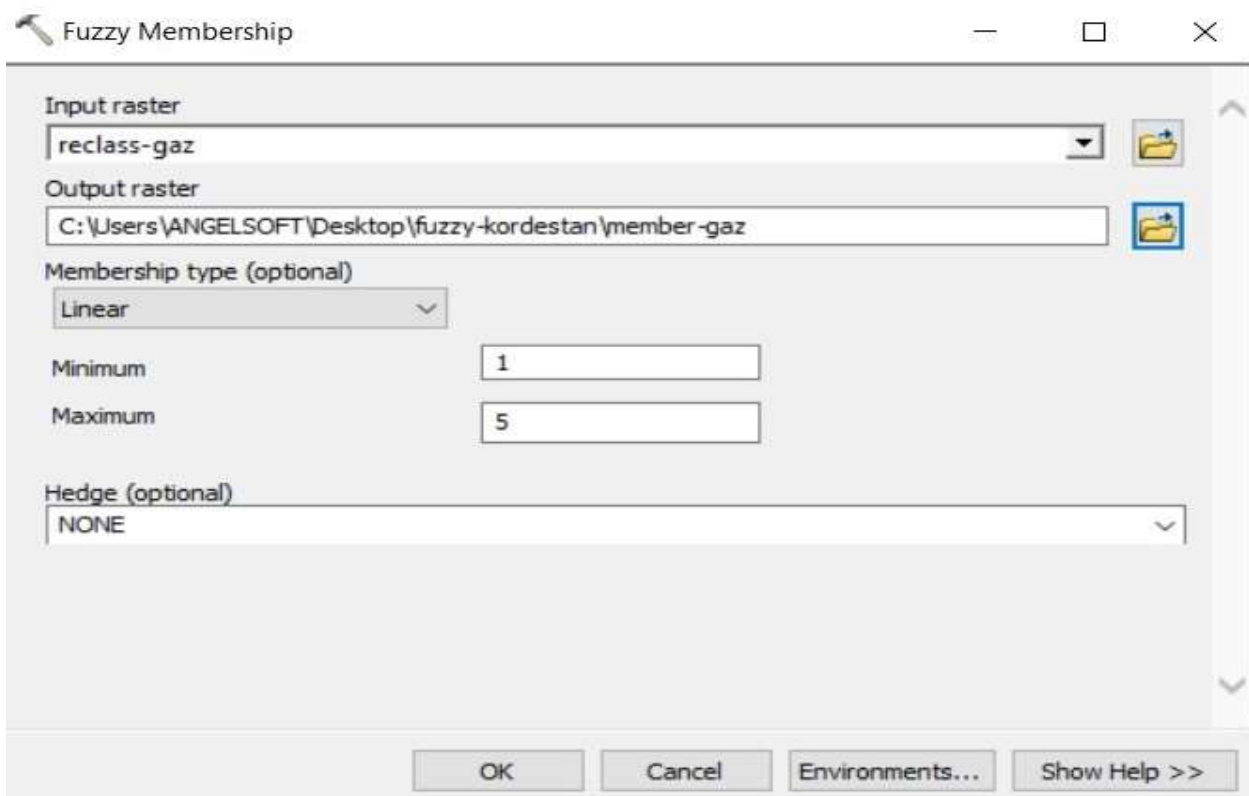 Fuzzy Membership
Input raster
reclass-gaz
Output raster
C:\Users\ANGELSOFT\Desktop\fuzzy-kordestan\member-gaz
Membership type (optional)
Linear
Minimum 1
Maximum 5
Hedge (optional)
NONE
OK Cancel Environments... Show Help >>